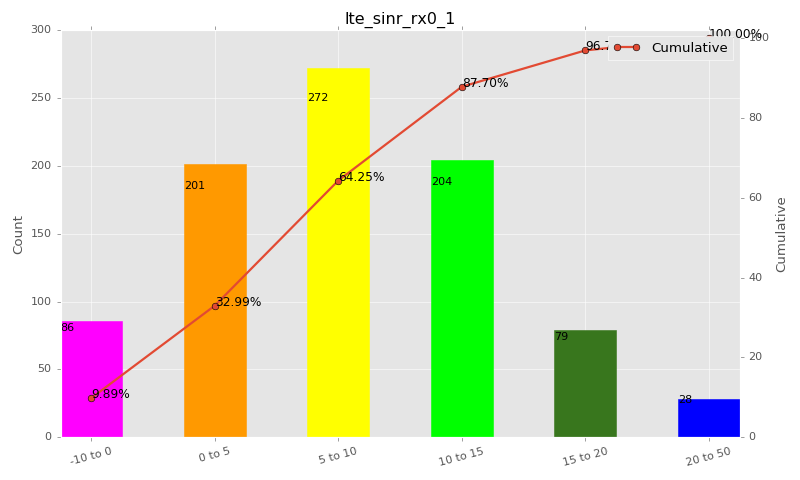 lte_sinr_rx0_1
300
250
200
150
100
50
0
Count
100
80
60
40
20
0
Cumulative
Cumulative
86
201
272
204
79
28
9.89%
32.99%
64.25%
87.70%
96.
100.00%
-10 to 0
0 to 5
5 to 10
10 to 15
15 to 20
20 to 50